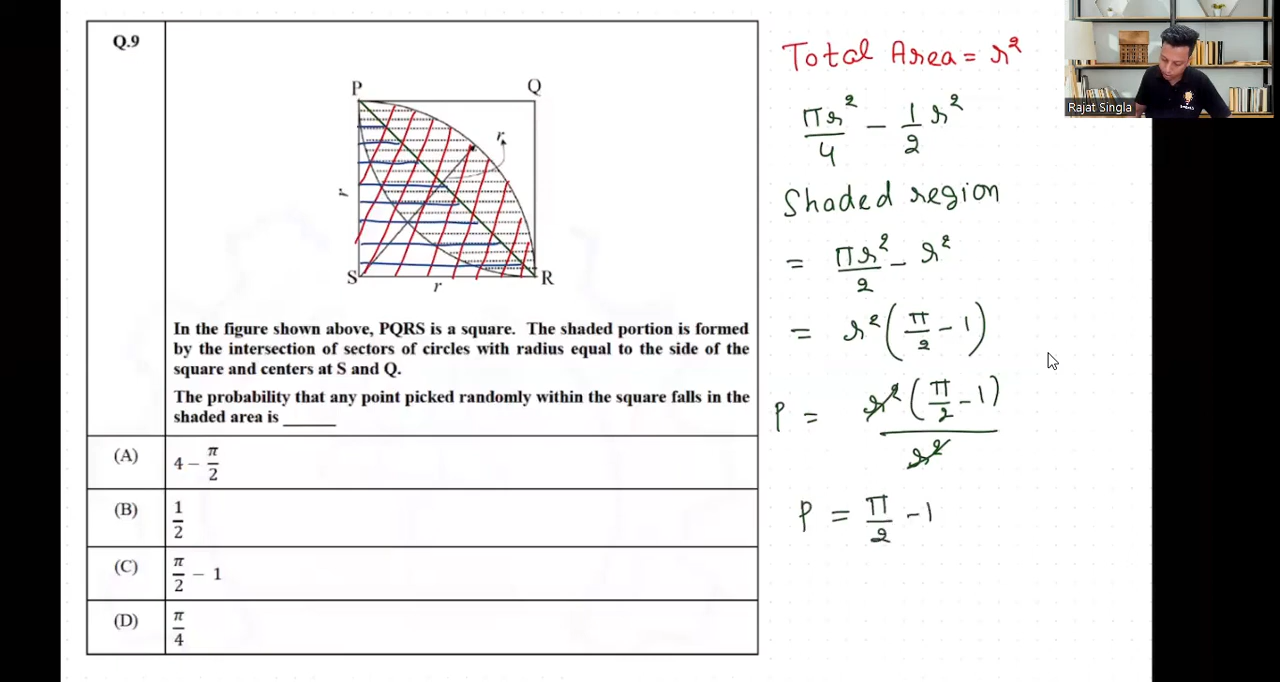 Q.9
P
Q
r
r
S
r
R
In the figure shown above, PQRS is a square. The shaded portion is formed
by the intersection of sectors of circles with radius equal to the side of the
square and centers at S and Q.
The probability that any point picked randomly within the square falls in the
shaded area is ______
(A) 4 − π/2
(B) 1/2
(C) π/2 − 1
(D) π/4
Total Area = r²
πr²/4 − 1/2 r²
Shaded region
= πr²/2 − r²
= r²(π/2 − 1)
P = r²(π/2 − 1)/r²
P = π/2 − 1
Rajat Singla